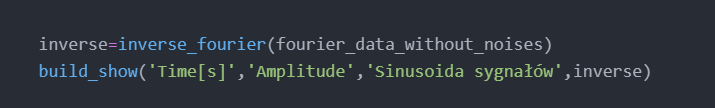 inverse=inverse_fourier(fourier_data_without_noises)
build_show('Time[s]','Amplitude','Sinusoida sygnałów',inverse)